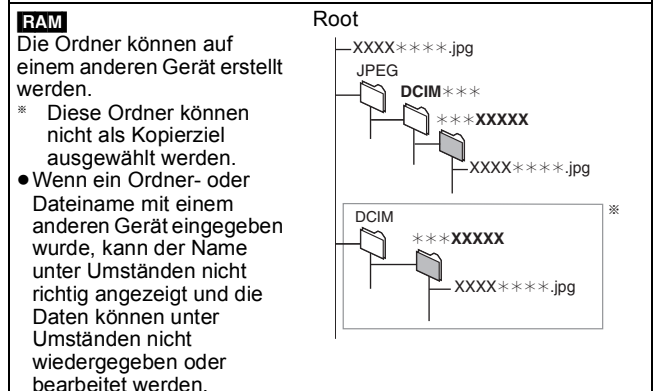 RAM
Die Ordner können auf
einem anderen Gerät erstellt
werden.
※ Diese Ordner können
nicht als Kopierziel
ausgewählt werden.
●Wenn ein Ordner- oder
Dateiname mit einem
anderen Gerät eingegeben
wurde, kann der Name
unter Umständen nicht
richtig angezeigt und die
Daten können unter
Umständen nicht
wiedergegeben oder
bearbeitet werden.
Root
XXXX∗∗∗∗.jpg
JPEG
DCIM∗∗∗
∗∗∗XXXXX
XXXX∗∗∗∗.jpg
※
DCIM
∗∗∗XXXXX
XXXX∗∗∗∗.jpg